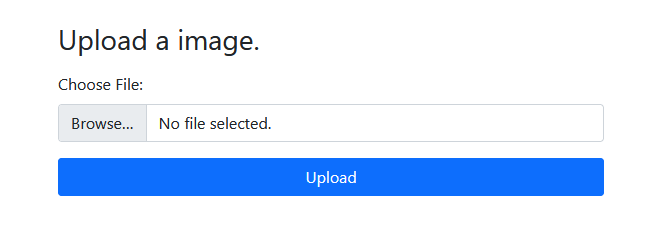 Upload a image.
Choose File:
Browse... No file selected.
Upload